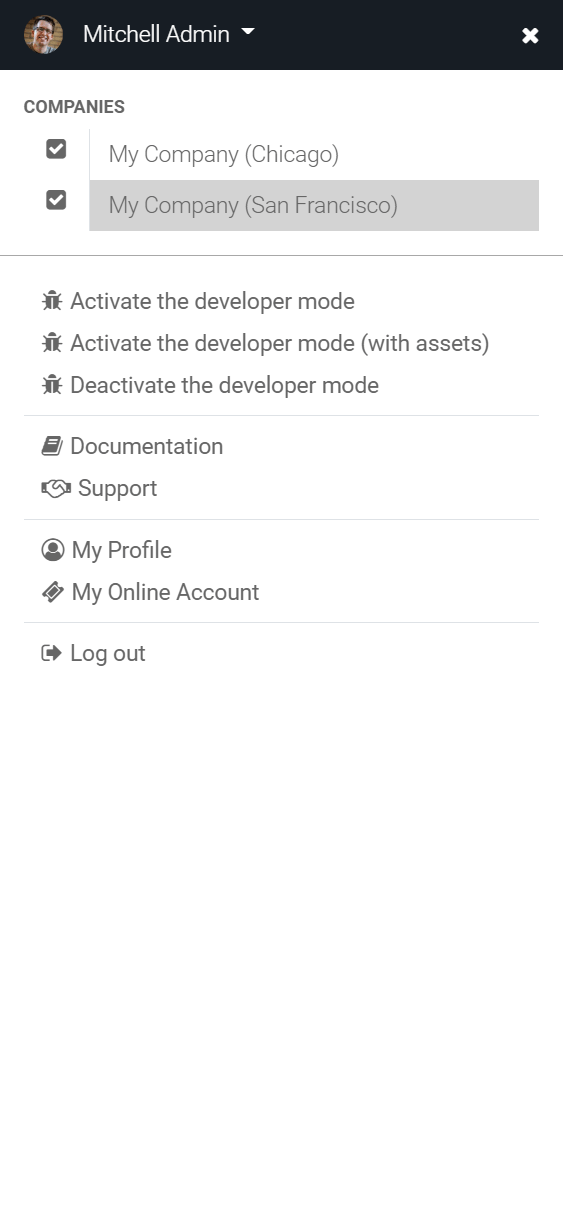 Mitchell Admin
COMPANIES
My Company (Chicago)
My Company (San Francisco)
Activate the developer mode
Activate the developer mode (with assets)
Deactivate the developer mode
Documentation
Support
My Profile
My Online Account
Log out